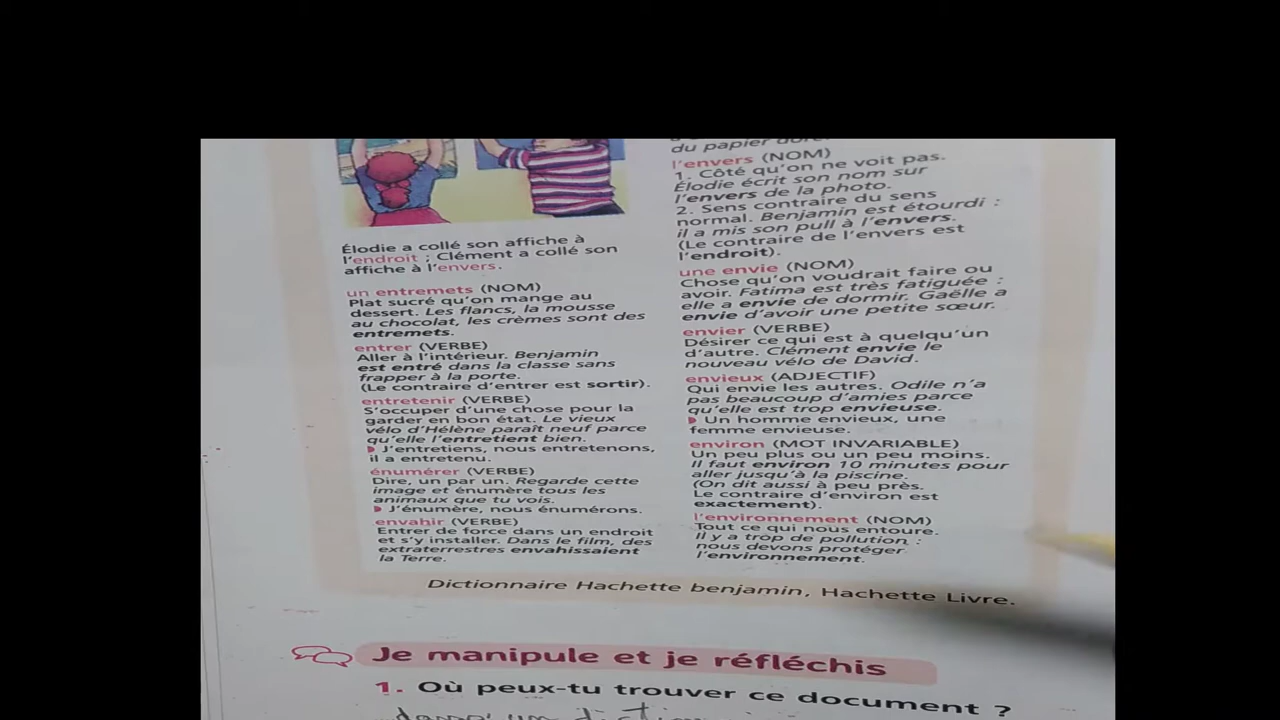 Élodie a collé son affiche à
l'endroit ; Clément a collé son
affiche à l'envers.
un entremets (NOM)
Plat sucré qu'on mange au
dessert. Les flancs, la mousse
au chocolat, les crèmes sont des
entremets.
entrer (VERBE)
Aller à l'intérieur. Benjamin
est entré dans la classe sans
frapper à la porte.
(Le contraire d'entrer est sortir).
entretenir (VERBE)
S'occuper d'une chose pour la
garder en bon état. Le vieux
vélo d'Hélène paraît neuf parce
qu'elle l'entretient bien.
J'entretiens, nous entretenons,
il a entretenu.
énumérer (VERBE)
Dire, un par un. Regarde cette
image et énumère tous les
animaux que tu vois.
J'énumère, nous énumérons.
envahir (VERBE)
Entrer de force dans un endroit
et s'y installer. Dans le film, des
extraterrestres envahissaient
la Terre.
du papier doré.
l'envers (NOM)
1. Côté qu'on ne voit pas.
Élodie écrit son nom sur
l'envers de la photo.
2. Sens contraire du sens
normal. Benjamin est étourdi :
il a mis son pull à l'envers.
(Le contraire de l'envers est
l'endroit).
une envie (NOM)
Chose qu'on voudrait faire ou
avoir. Fatima est très fatiguée :
elle a envie de dormir. Gaëlle a
envie d'avoir une petite sœur.
envier (VERBE)
Désirer ce qui est à quelqu'un
d'autre. Clément envie le
nouveau vélo de David.
envieux (ADJECTIF)
Qui envie les autres. Odile n'a
pas beaucoup d'amies parce
qu'elle est trop envieuse.
Un homme envieux, une
femme envieuse.
environ (MOT INVARIABLE)
Un peu plus ou un peu moins.
Il faut environ 10 minutes pour
aller jusqu'à la piscine.
(On dit aussi à peu près.
Le contraire d'environ est
exactement).
l'environnement (NOM)
Tout ce qui nous entoure.
Il y a trop de pollution :
nous devons protéger
l'environnement.
Dictionnaire Hachette benjamin, Hachette Livre.
Je manipule et je réfléchis
1. Où peux-tu trouver ce document ?
un